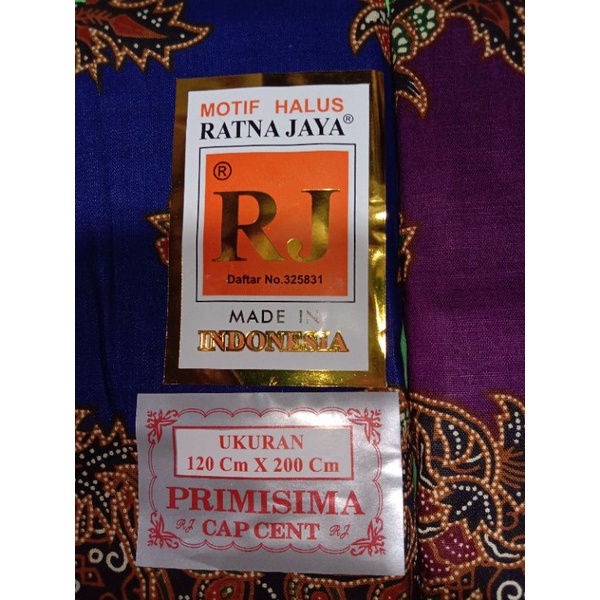 MOTIF HALUS
RATNA JAYA®
®
RJ
Daftar No.325831
MADE IN
INDONESIA
UKURAN
120 Cm X 200 Cm
PRIMISIMA
RJ CAP CENT RJ